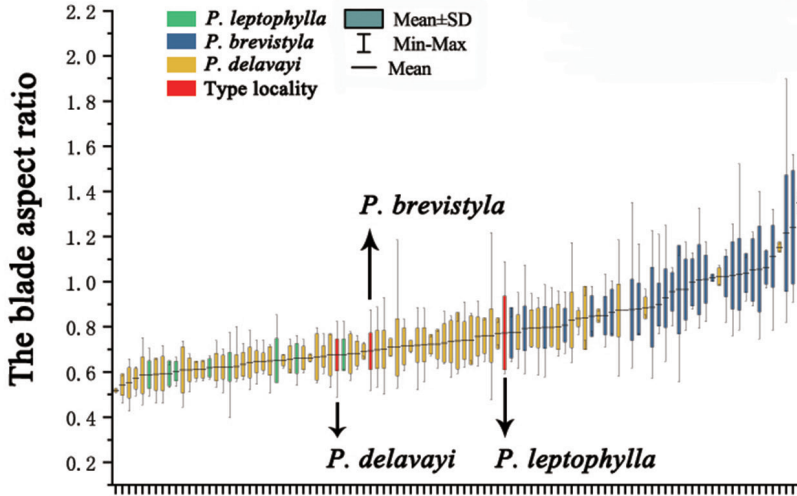 P. leptophylla
P. brevistyla
P. delavayi
Type locality
Mean±SD
Min-Max
Mean
The blade aspect ratio
2.2
2.0
1.8
1.6
1.4
1.2
1.0
0.8
0.6
0.4
0.2
P. brevistyla
P. delavayi
P. leptophylla